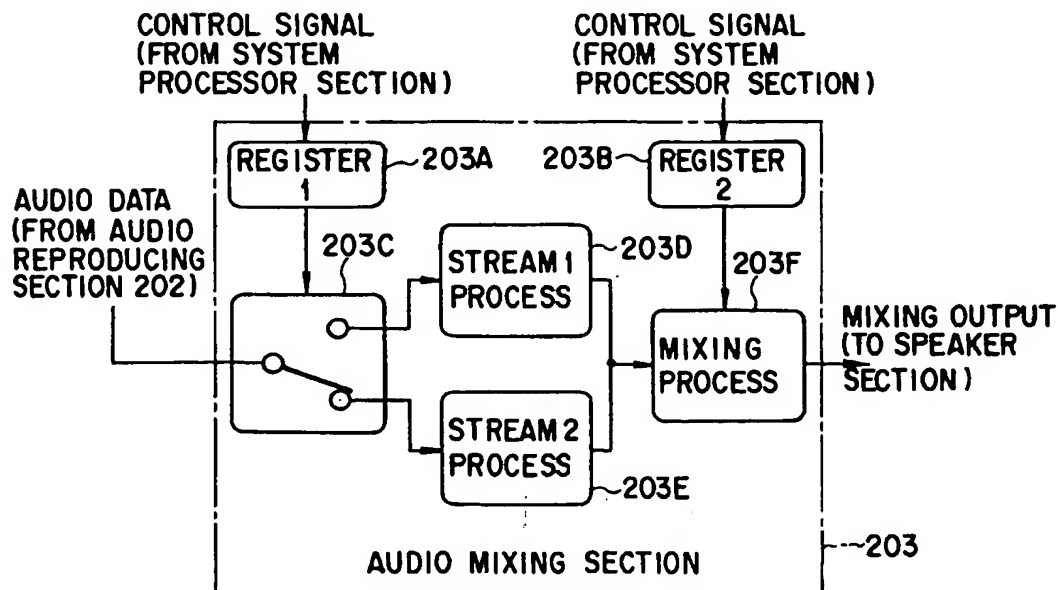 CONTROL SIGNAL
(FROM SYSTEM
PROCESSOR SECTION)
CONTROL SIGNAL
(FROM SYSTEM
PROCESSOR SECTION)
REGISTER
1
203A
203B
REGISTER
2
AUDIO DATA
(FROM AUDIO
REPRODUCING
SECTION 202)
203C
STREAM 1
PROCESS
203D
203F
MIXING
PROCESS
MIXING OUTPUT
(TO SPEAKER
SECTION)
STREAM 2
PROCESS
203E
AUDIO MIXING SECTION
203